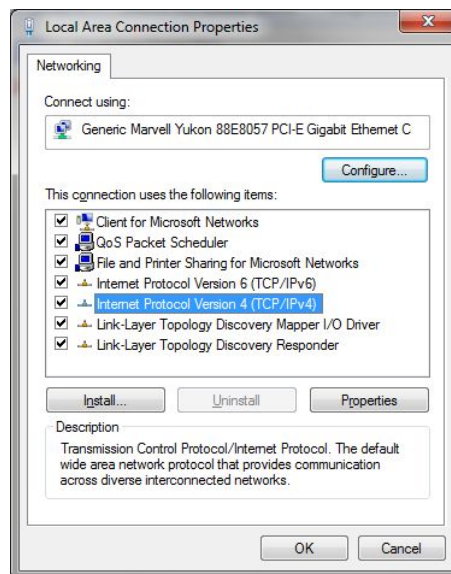 Local Area Connection Properties
Networking
Connect using:
Generic Marvell Yukon 88E8057 PCI-E Gigabit Ethernet C
Configure...
This connection uses the following items:
Client for Microsoft Networks
QoS Packet Scheduler
File and Printer Sharing for Microsoft Networks
Internet Protocol Version 6 (TCP/IPv6)
Internet Protocol Version 4 (TCP/IPv4)
Link-Layer Topology Discovery Mapper I/O Driver
Link-Layer Topology Discovery Responder
Install... Uninstall Properties
Description
Transmission Control Protocol/Internet Protocol. The default
wide area network protocol that provides communication
across diverse interconnected networks.
OK Cancel